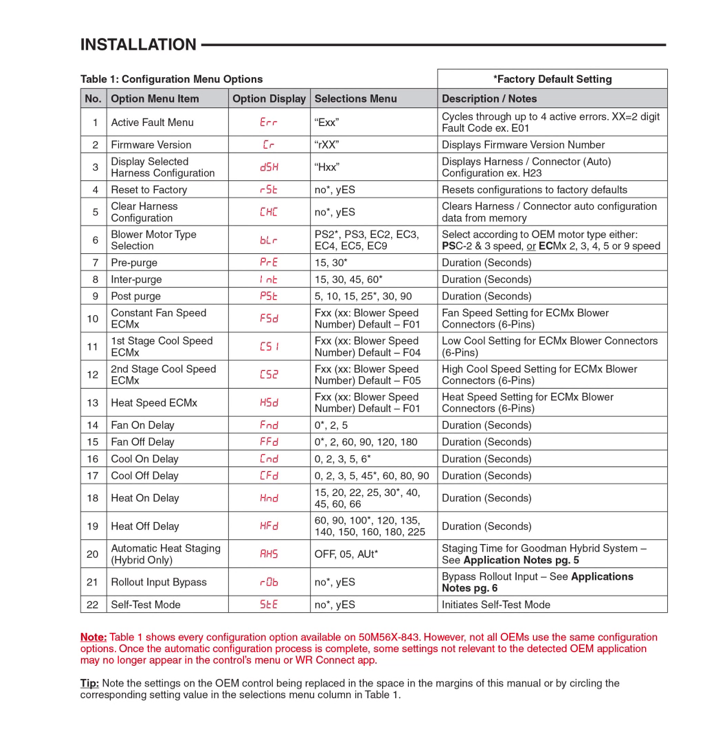 INSTALLATION
Table 1: Configuration Menu Options
*Factory Default Setting
No. Option Menu Item Option Display Selections Menu Description / Notes
1 Active Fault Menu Err “Exx” Cycles through up to 4 active errors. XX=2 digit
Fault Code ex. E01
2 Firmware Version Cr “rXX” Displays Firmware Version Number
3 Display Selected
Harness Configuration dSH “Hxx” Displays Harness / Connector (Auto)
Configuration ex. H23
4 Reset to Factory rSt no*, yES Resets configurations to factory defaults
5 Clear Harness
Configuration CHC no*, yES Clears Harness / Connector auto configuration
data from memory
6 Blower Motor Type
Selection bLr PS2*, PS3, EC2, EC3,
EC4, EC5, EC9 Select according to OEM motor type either:
PSC-2 & 3 speed, or ECMx 2, 3, 4, 5 or 9 speed
7 Pre-purge PrE 15, 30* Duration (Seconds)
8 Inter-purge Int 15, 30, 45, 60* Duration (Seconds)
9 Post purge PSt 5, 10, 15, 25*, 30, 90 Duration (Seconds)
10 Constant Fan Speed
ECMx FSd Fxx (xx: Blower Speed
Number) Default – F01 Fan Speed Setting for ECMx Blower
Connectors (6-Pins)
11 1st Stage Cool Speed
ECMx CS1 Fxx (xx: Blower Speed
Number) Default – F04 Low Cool Setting for ECMx Blower Connectors
(6-Pins)
12 2nd Stage Cool Speed
ECMx CS2 Fxx (xx: Blower Speed
Number) Default – F05 High Cool Speed Setting for ECMx Blower
Connectors (6-Pins)
13 Heat Speed ECMx HSd Fxx (xx: Blower Speed
Number) Default – F01 Heat Speed Setting for ECMx Blower
Connectors (6-Pins)
14 Fan On Delay Fnd 0*, 2, 5 Duration (Seconds)
15 Fan Off Delay FFd 0*, 2, 60, 90, 120, 180 Duration (Seconds)
16 Cool On Delay Cnd 0, 2, 3, 5, 6* Duration (Seconds)
17 Cool Off Delay CFd 0, 2, 3, 5, 45*, 60, 80, 90 Duration (Seconds)
18 Heat On Delay Hnd 15, 20, 22, 25, 30*, 40,
45, 60, 66 Duration (Seconds)
19 Heat Off Delay HFd 60, 90, 100*, 120, 135,
140, 150, 160, 180, 225 Duration (Seconds)
20 Automatic Heat Staging
(Hybrid Only) AHS OFF, 05, AUt* Staging Time for Goodman Hybrid System –
See Application Notes pg. 5
21 Rollout Input Bypass rOb no*, yES Bypass Rollout Input – See Applications
Notes pg. 6
22 Self-Test Mode StE no*, yES Initiates Self-Test Mode
Note: Table 1 shows every configuration option available on 50M56X-843. However, not all OEMs use the same configuration
options. Once the automatic configuration process is complete, some settings not relevant to the detected OEM application
may no longer appear in the control’s menu or WR Connect app.
Tip: Note the settings on the OEM control being replaced in the space in the margins of this manual or by circling the
corresponding setting value in the selections menu column in Table 1.